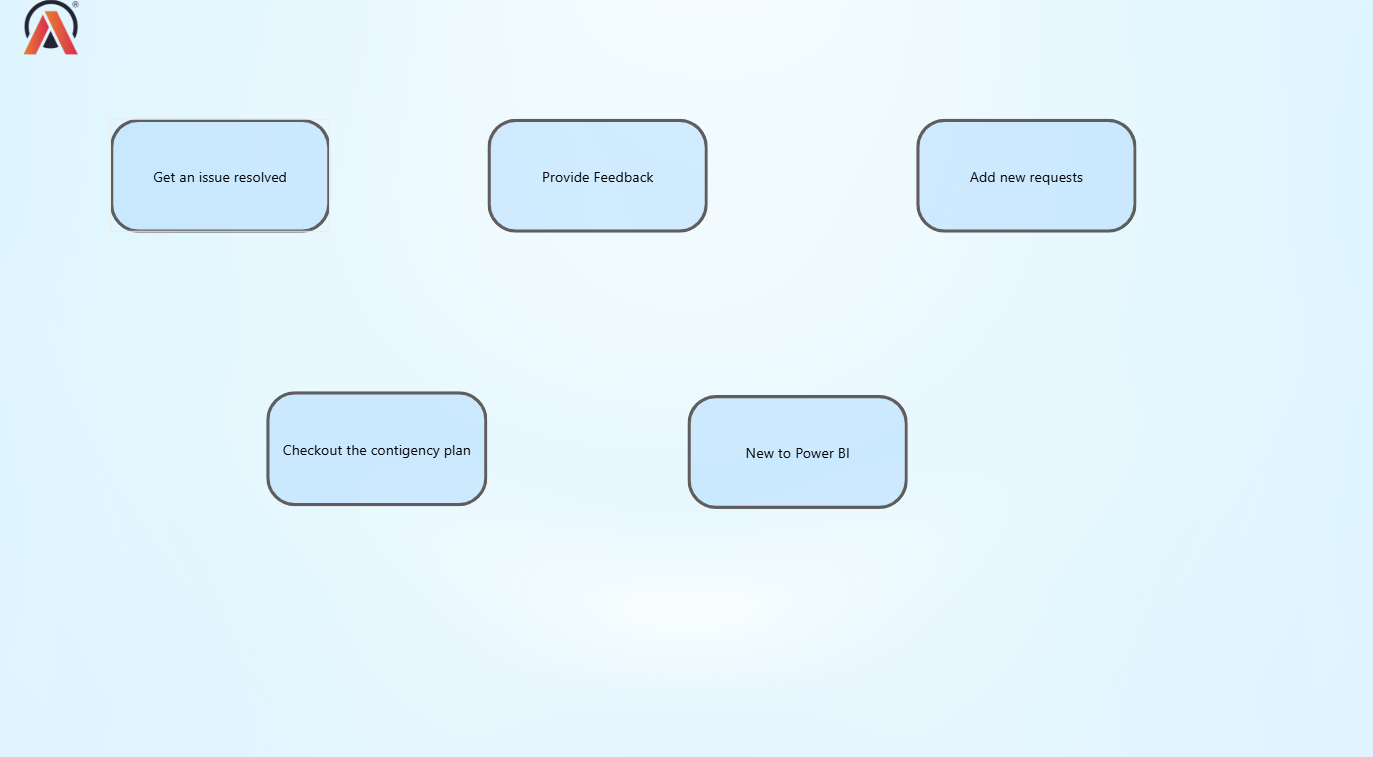 ®
Get an issue resolved
Provide Feedback
Add new requests
Checkout the contigency plan
New to Power BI